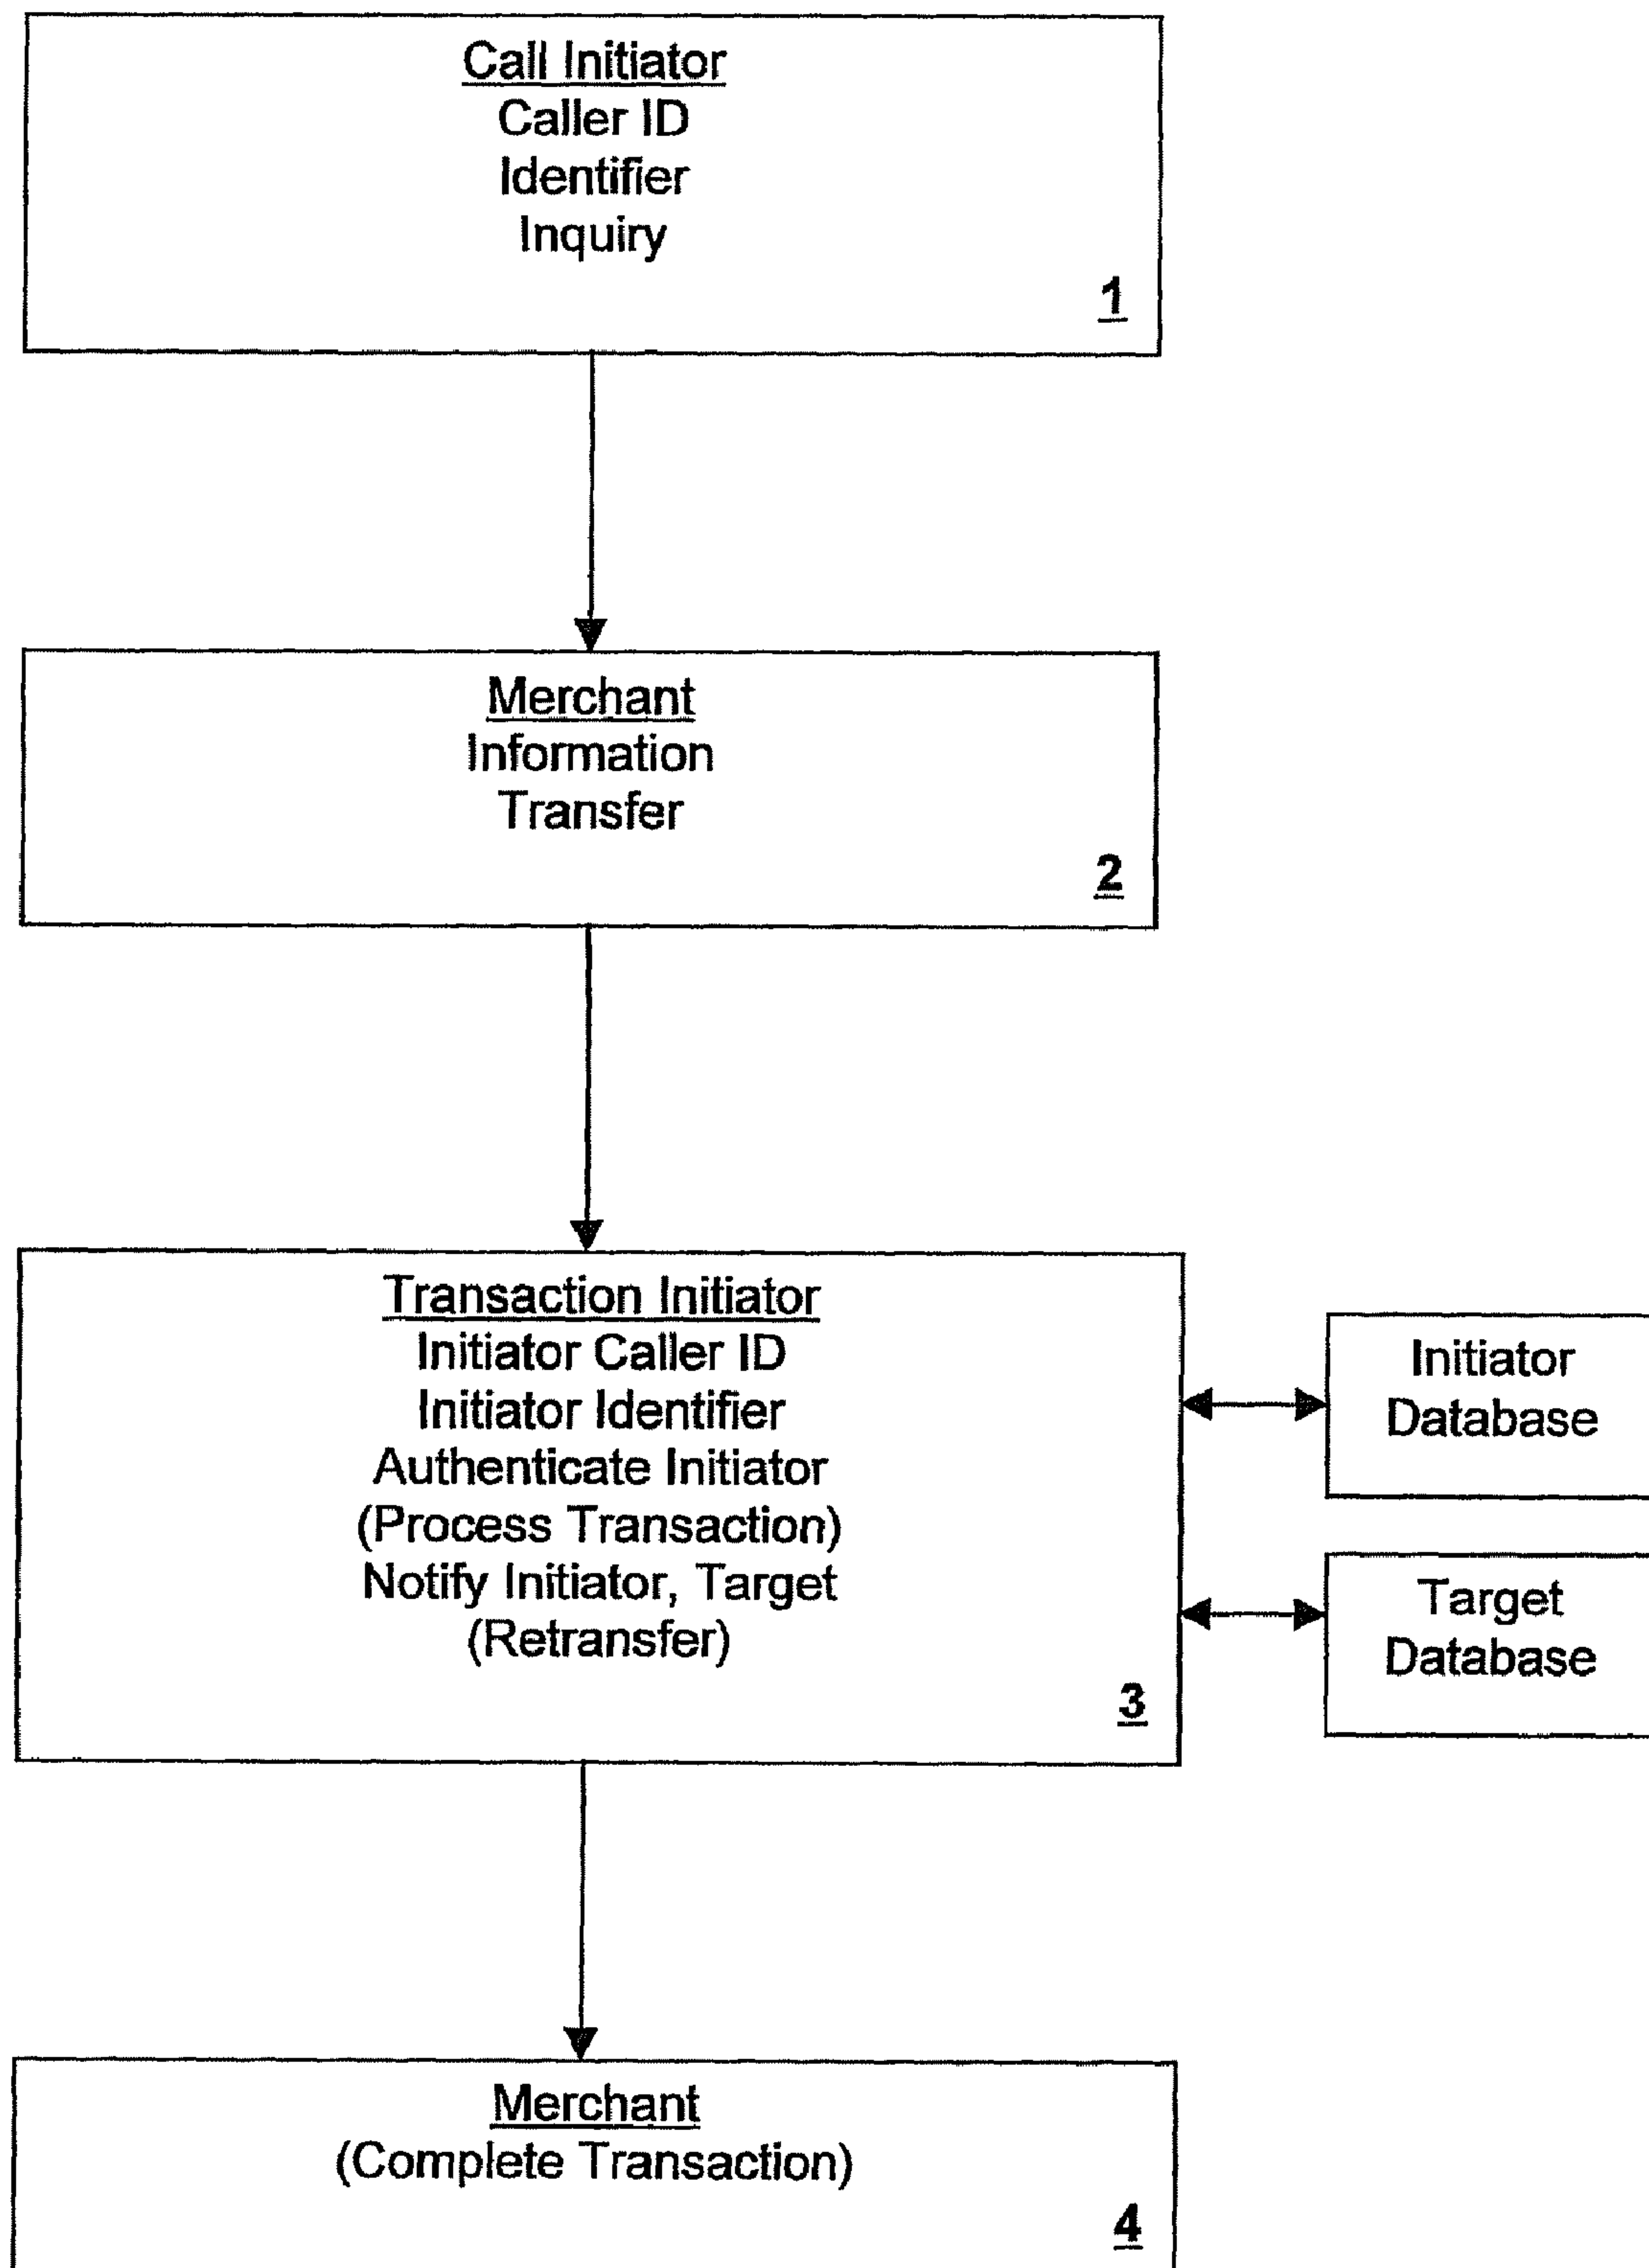 Call Initiator
Caller ID
Identifier
Inquiry
1
Merchant
Information
Transfer
2
Transaction Initiator
Initiator Caller ID
Initiator Identifier
Authenticate Initiator
(Process Transaction)
Notify Initiator, Target
(Retransfer)
3
Initiator
Database
Target
Database
Merchant
(Complete Transaction)
4